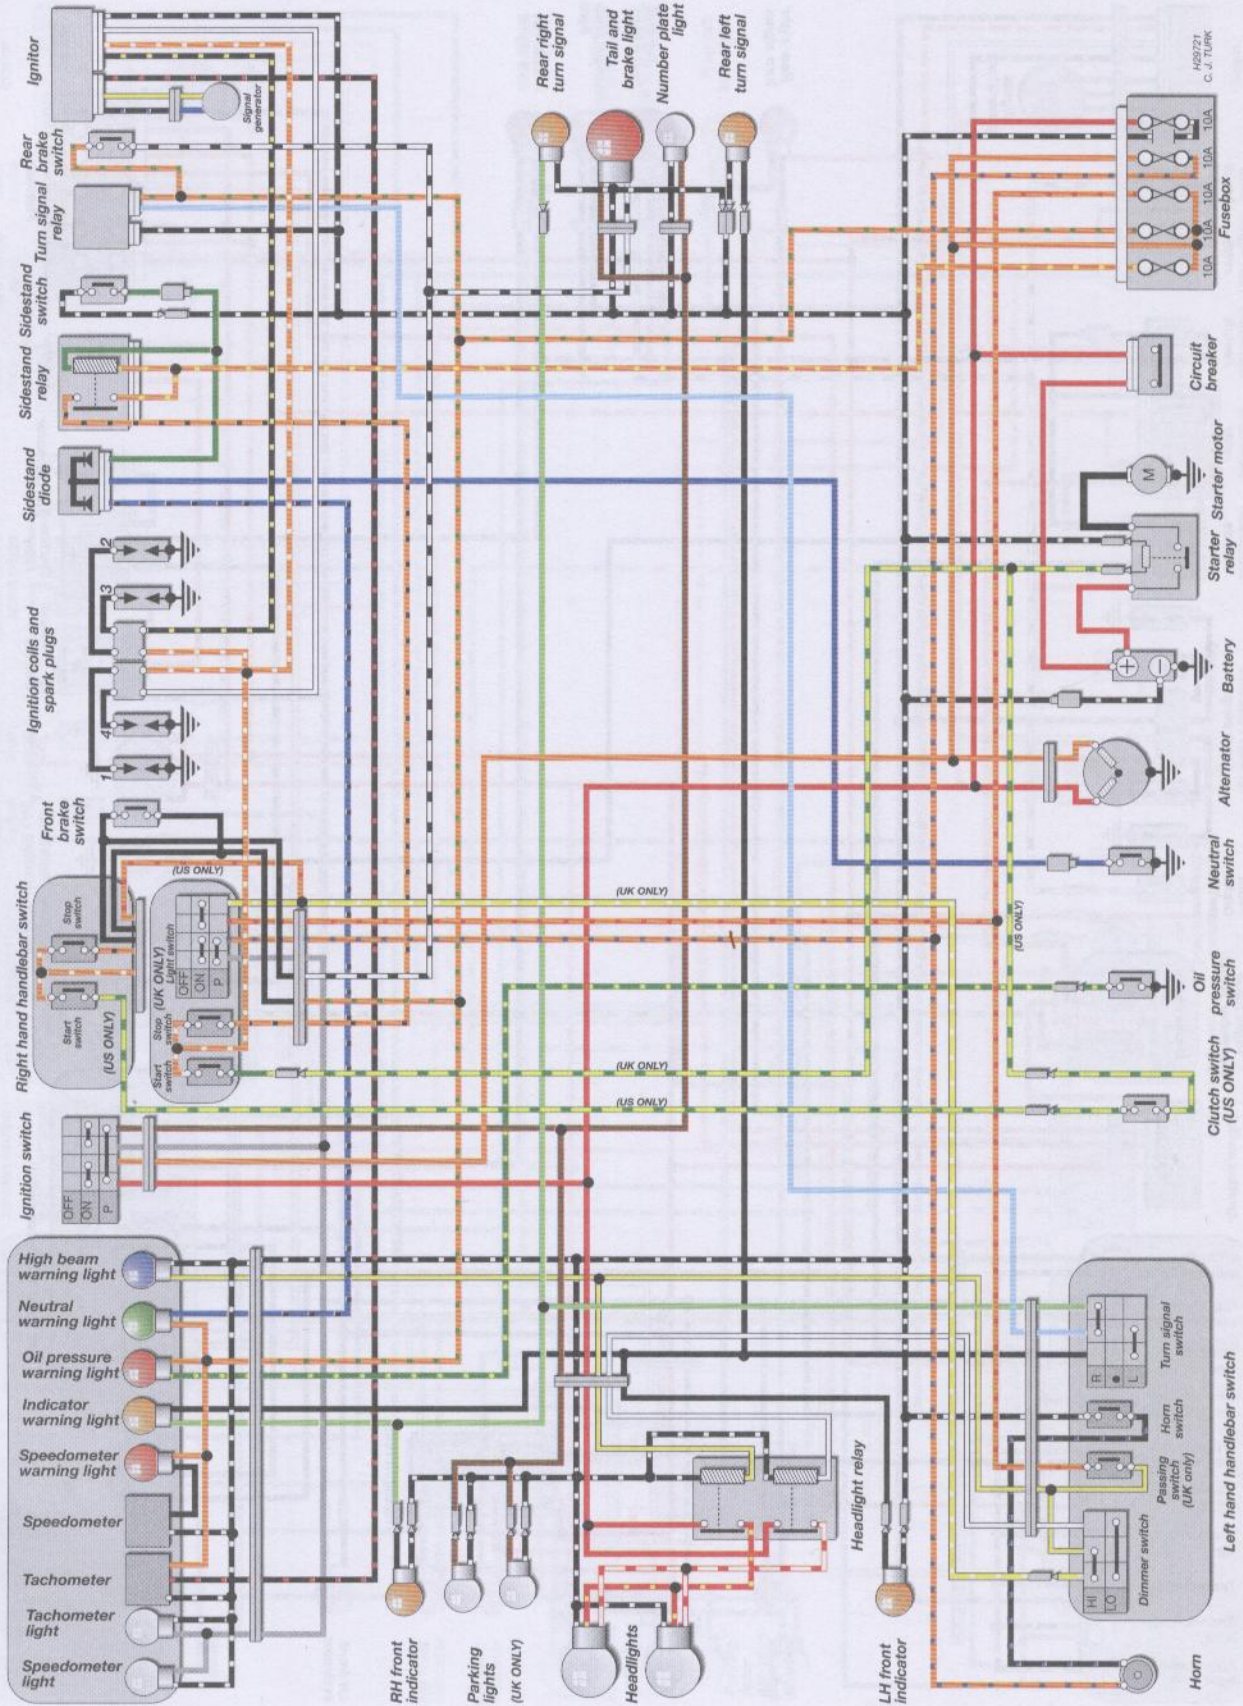 Ignitor
Signal
generator
Rear
brake
switch
Turn signal
relay
Sidestand
switch
Sidestand
relay
Sidestand
diode
Ignition coils and
spark plugs
2
3
4
1
Front
brake
switch
Right hand handlebar switch
Stop
switch
Start
switch
(US ONLY)
(US ONLY)
(UK ONLY)
Light switch
OFF
ON
P
Stop
switch
Start
switch
Ignition switch
OFF
ON
P
High beam
warning light
Neutral
warning light
Oil pressure
warning light
Indicator
warning light
Speedometer
warning light
Speedometer
Tachometer
Tachometer
light
Speedometer
light
Rear right
turn signal
Tail and
brake light
Number plate
light
Rear left
turn signal
(UK ONLY)
(UK ONLY)
(US ONLY)
RH front
indicator
Parking
lights
(UK ONLY)
Headlights
Headlight relay
LH front
indicator
H29721
C. J. TURK
10A
10A
10A
10A
10A
Fusebox
Circuit
breaker
M
Starter motor
Starter
relay
+
−
Battery
Alternator
Neutral
switch
(US ONLY)
Oil
pressure
switch
Clutch switch
(US ONLY)
R
L
Turn signal
switch
Horn
switch
Passing
switch
(UK only)
HI
LO
Dimmer switch
Left hand handlebar switch
Horn